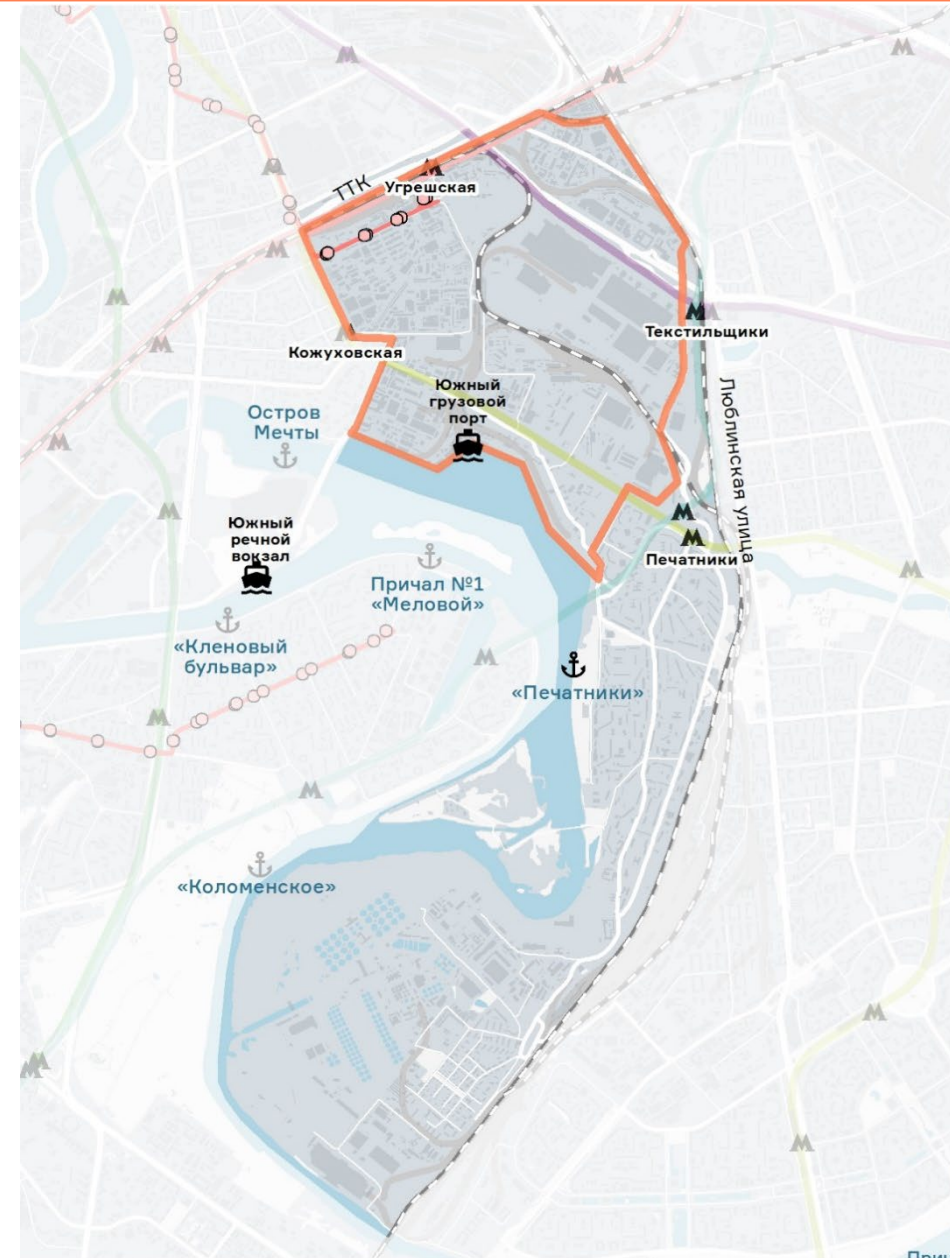 ТТК
Угрешская
Текстильщики
Кожуховская
Южный
грузовой
порт
Остров
Мечты
Люблинская улица
Южный
речной
вокзал
Печатники
Причал №1
«Меловой»
«Кленовый
бульвар»
«Печатники»
«Коломенское»